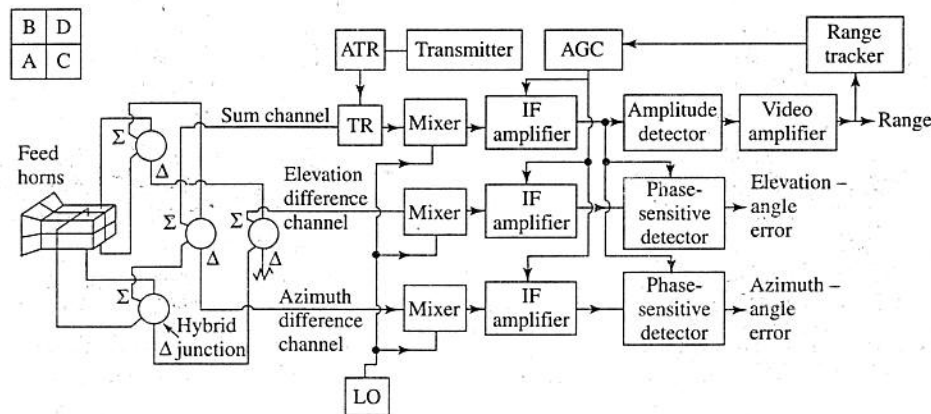 B D
A C
ATR
Transmitter
AGC
Range
tracker
Sum channel
TR
Mixer
IF
amplifier
Amplitude
detector
Video
amplifier
Range
Σ
Δ
Feed
horns
Elevation
difference
channel
Mixer
IF
amplifier
Phase-
sensitive
detector
Elevation –
angle
error
Σ
Δ
Σ
Δ
Σ
Δ
Hybrid
junction
Azimuth
difference
channel
Mixer
IF
amplifier
Phase-
sensitive
detector
Azimuth –
angle
error
LO